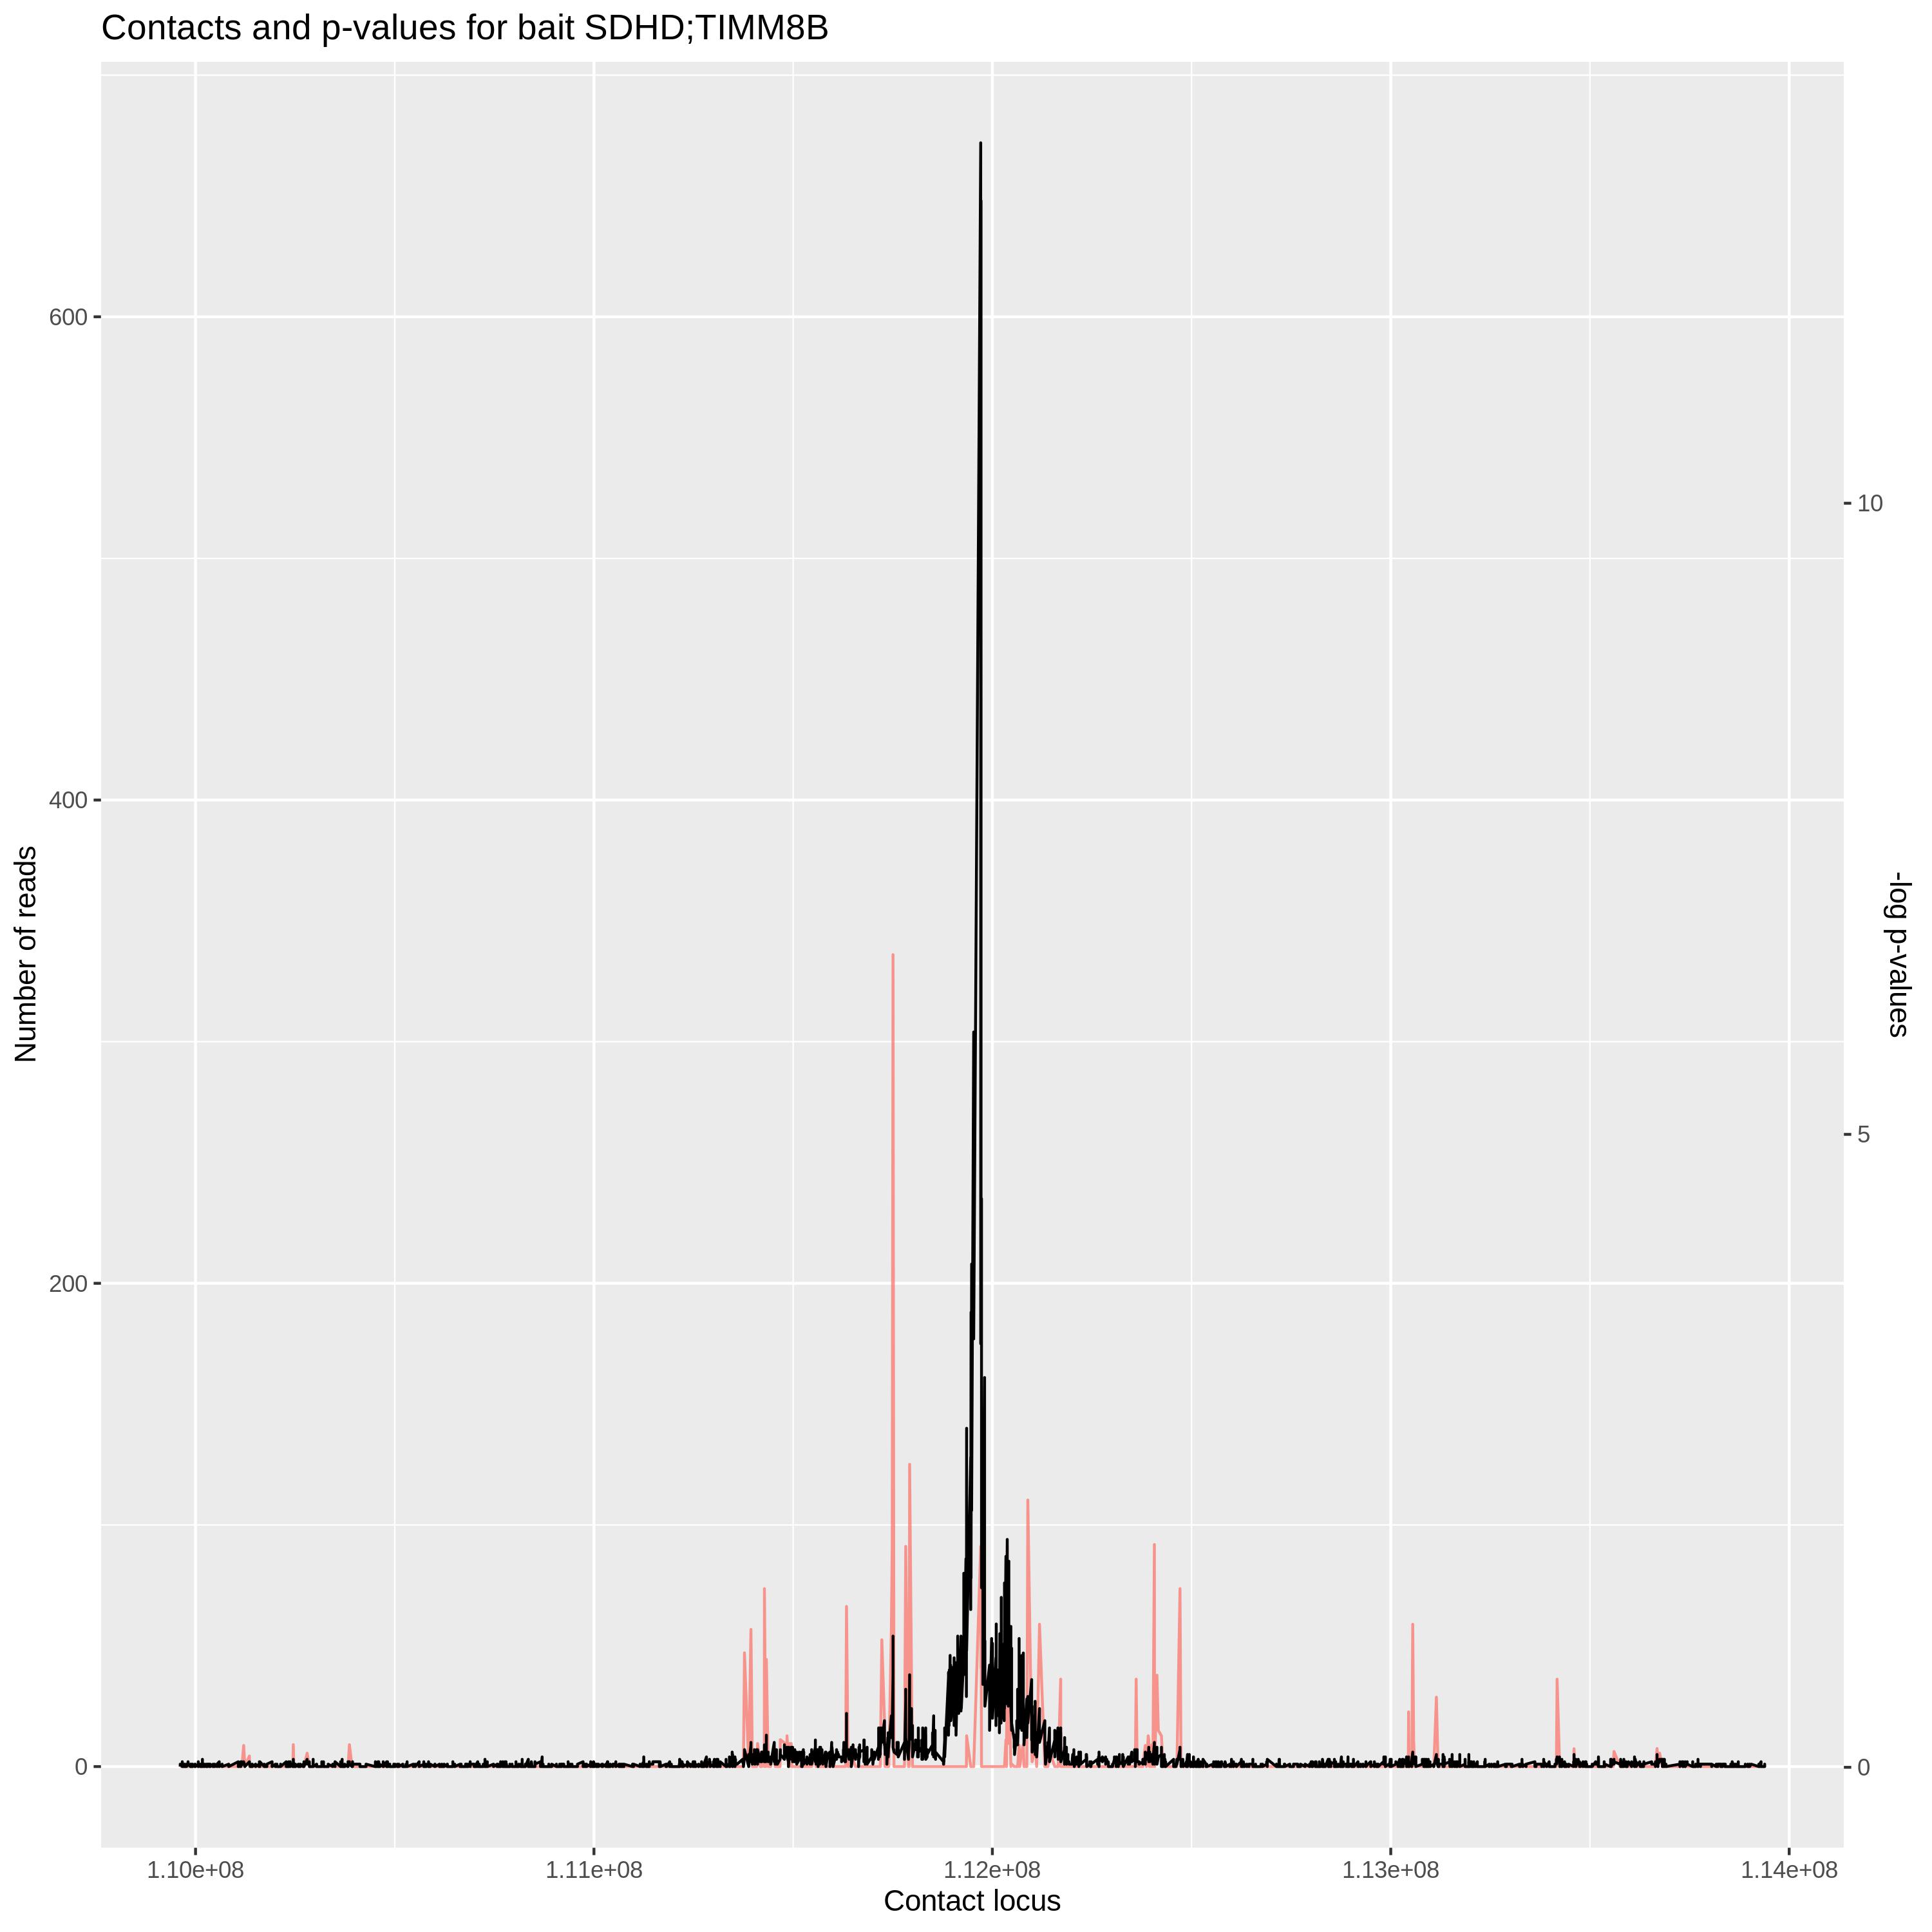 Contacts and p-values for bait SDHD;TIMM8B
600
400
200
0
Number of reads
10
5
0
-log p-values
1.10e+08
1.11e+08
1.12e+08
1.13e+08
1.14e+08
Contact locus